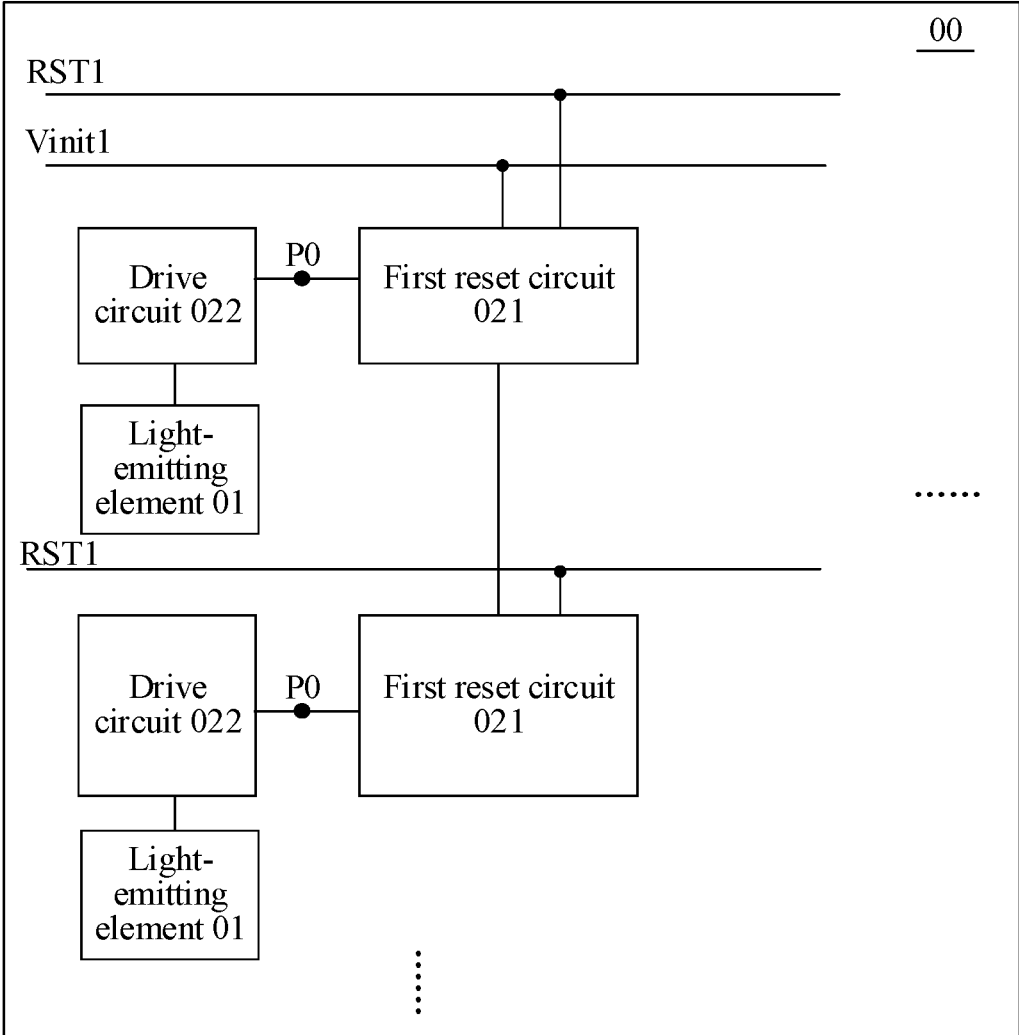 00
RST1
Vinit1
Drive
circuit 022
P0
First reset circuit
021
Light-
emitting
element 01
RST1
Drive
circuit 022
P0
First reset circuit
021
Light-
emitting
element 01